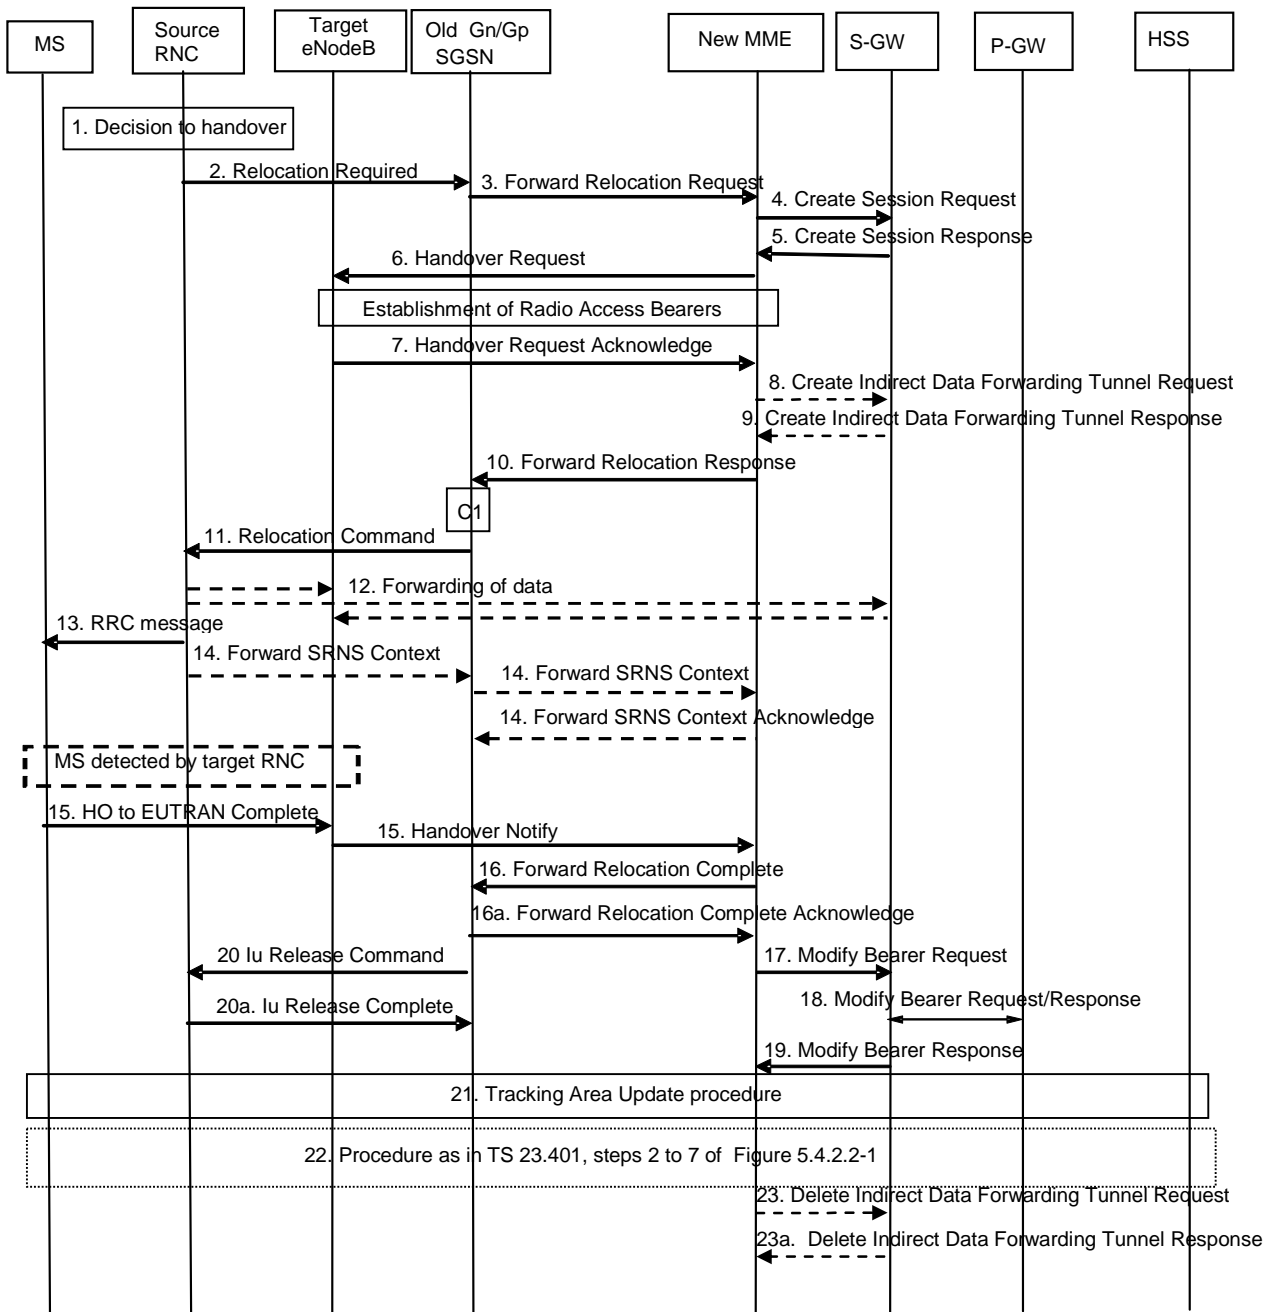 MS
Source
RNC
Target
eNodeB
Old Gn/Gp
SGSN
New MME
S-GW
P-GW
HSS
1. Decision to handover
2. Relocation Required
3. Forward Relocation Request
4. Create Session Request
5. Create Session Response
6. Handover Request
Establishment of Radio Access Bearers
7. Handover Request Acknowledge
8. Create Indirect Data Forwarding Tunnel Request
9. Create Indirect Data Forwarding Tunnel Response
10. Forward Relocation Response
C1
11. Relocation Command
12. Forwarding of data
13. RRC message
14. Forward SRNS Context
14. Forward SRNS Context
14. Forward SRNS Context Acknowledge
MS detected by target RNC
15. HO to EUTRAN Complete
15. Handover Notify
16. Forward Relocation Complete
16a. Forward Relocation Complete Acknowledge
20 Iu Release Command
17. Modify Bearer Request
20a. Iu Release Complete
18. Modify Bearer Request/Response
19. Modify Bearer Response
21. Tracking Area Update procedure
22. Procedure as in TS 23.401, steps 2 to 7 of Figure 5.4.2.2-1
23. Delete Indirect Data Forwarding Tunnel Request
23a. Delete Indirect Data Forwarding Tunnel Response